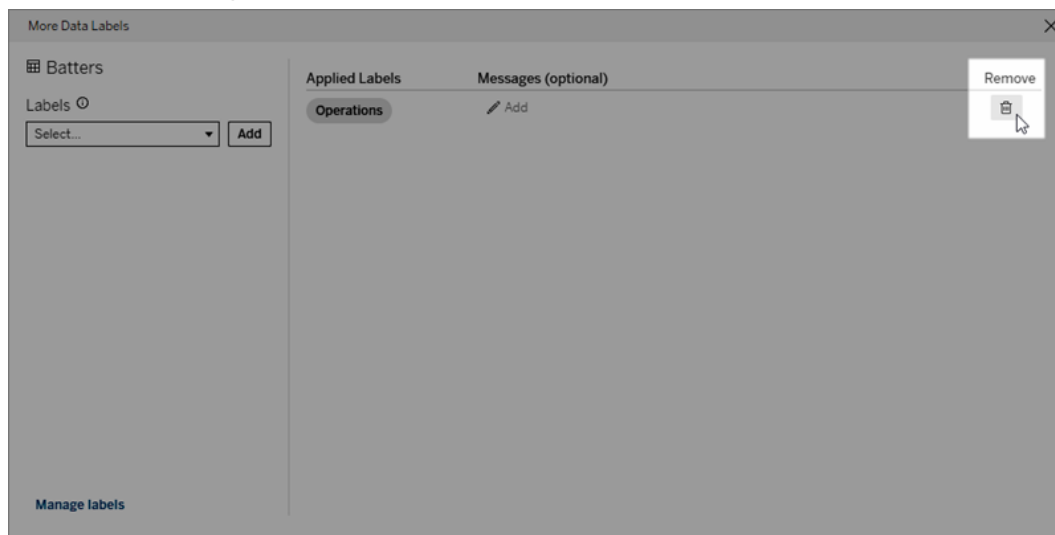 More Data Labels
Batters
Labels
Select...
Add
Manage labels
Applied Labels Messages (optional) Remove
Operations Add